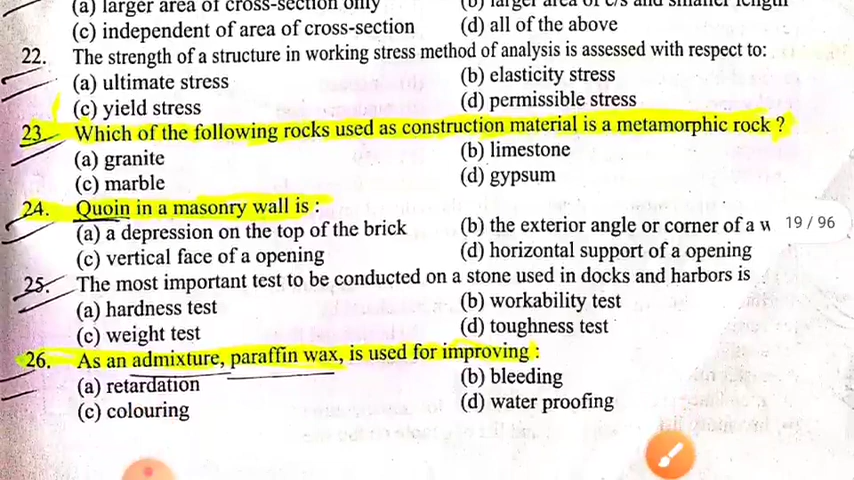 (a) larger area of cross-section only
(b) larger area of c/s and smaller length
(c) independent of area of cross-section
(d) all of the above
22. The strength of a structure in working stress method of analysis is assessed with respect to:
(a) ultimate stress
(b) elasticity stress
(c) yield stress
(d) permissible stress
23. Which of the following rocks used as construction material is a metamorphic rock ?
(a) granite
(b) limestone
(c) marble
(d) gypsum
24. Quoin in a masonry wall is :
(a) a depression on the top of the brick
(b) the exterior angle or corner of a w
19 / 96
(c) vertical face of a opening
(d) horizontal support of a opening
25. The most important test to be conducted on a stone used in docks and harbors is
(a) hardness test
(b) workability test
(c) weight test
(d) toughness test
26. As an admixture, paraffin wax, is used for improving :
(a) retardation
(b) bleeding
(c) colouring
(d) water proofing